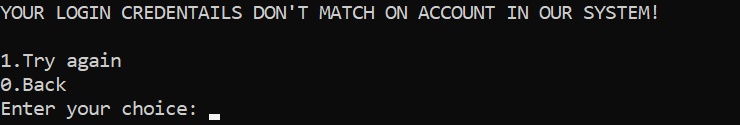 YOUR LOGIN CREDENTAILS DON'T MATCH ON ACCOUNT IN OUR SYSTEM!
1.Try again
0.Back
Enter your choice: